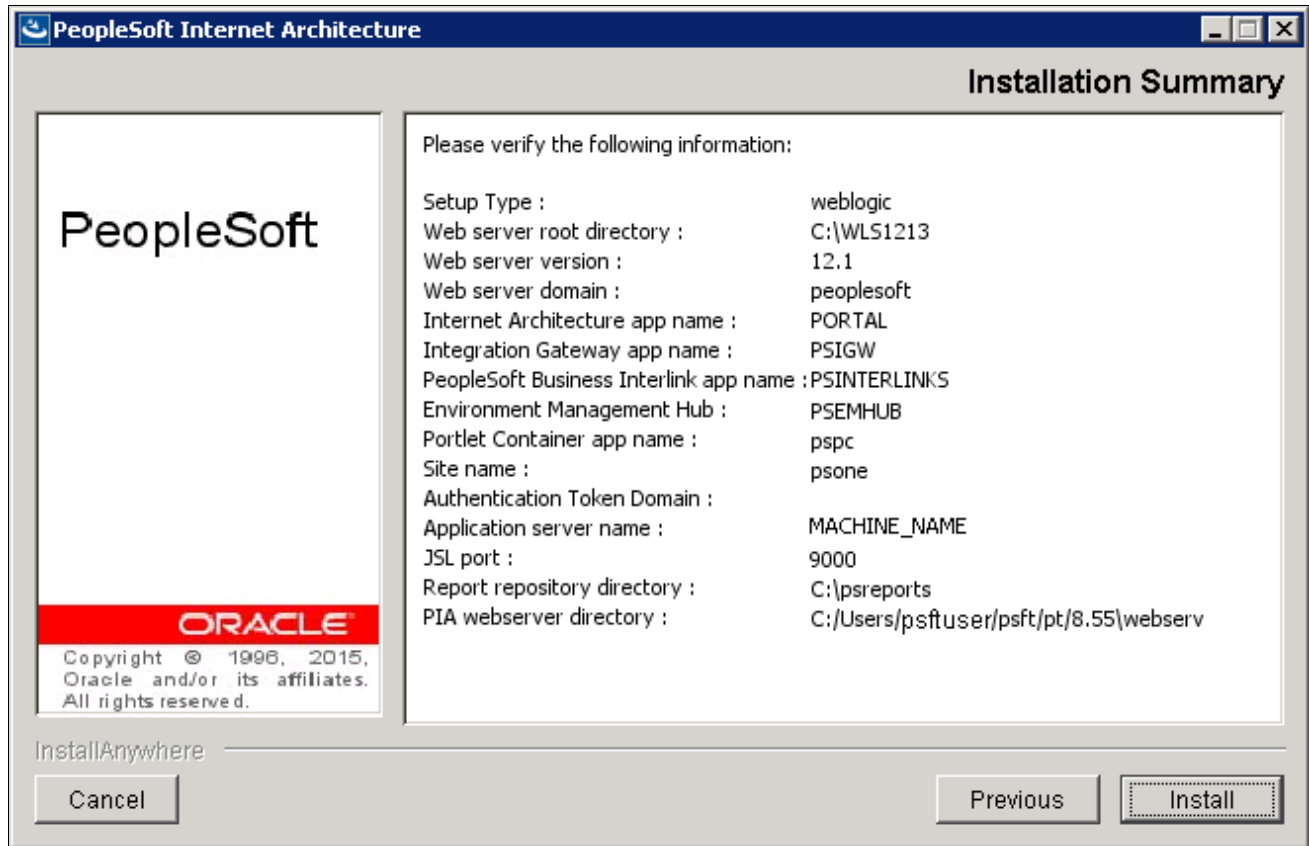 PeopleSoft Internet Architecture
Installation Summary
PeopleSoft
ORACLE
Copyright © 1996, 2015,
Oracle and/or its affiliates.
All rights reserved.
Please verify the following information:
Setup Type : weblogic
Web server root directory : C:\WLS1213
Web server version : 12.1
Web server domain : peoplesoft
Internet Architecture app name : PORTAL
Integration Gateway app name : PSIGW
PeopleSoft Business Interlink app name : PSINTERLINKS
Environment Management Hub : PSEMHUB
Portlet Container app name : pspc
Site name : psone
Authentication Token Domain :
Application server name : MACHINE_NAME
JSL port : 9000
Report repository directory : C:\psreports
PIA webserver directory : C:/Users/psftuser/psft/pt/8.55\webserv
InstallAnywhere
Cancel
Previous
Install